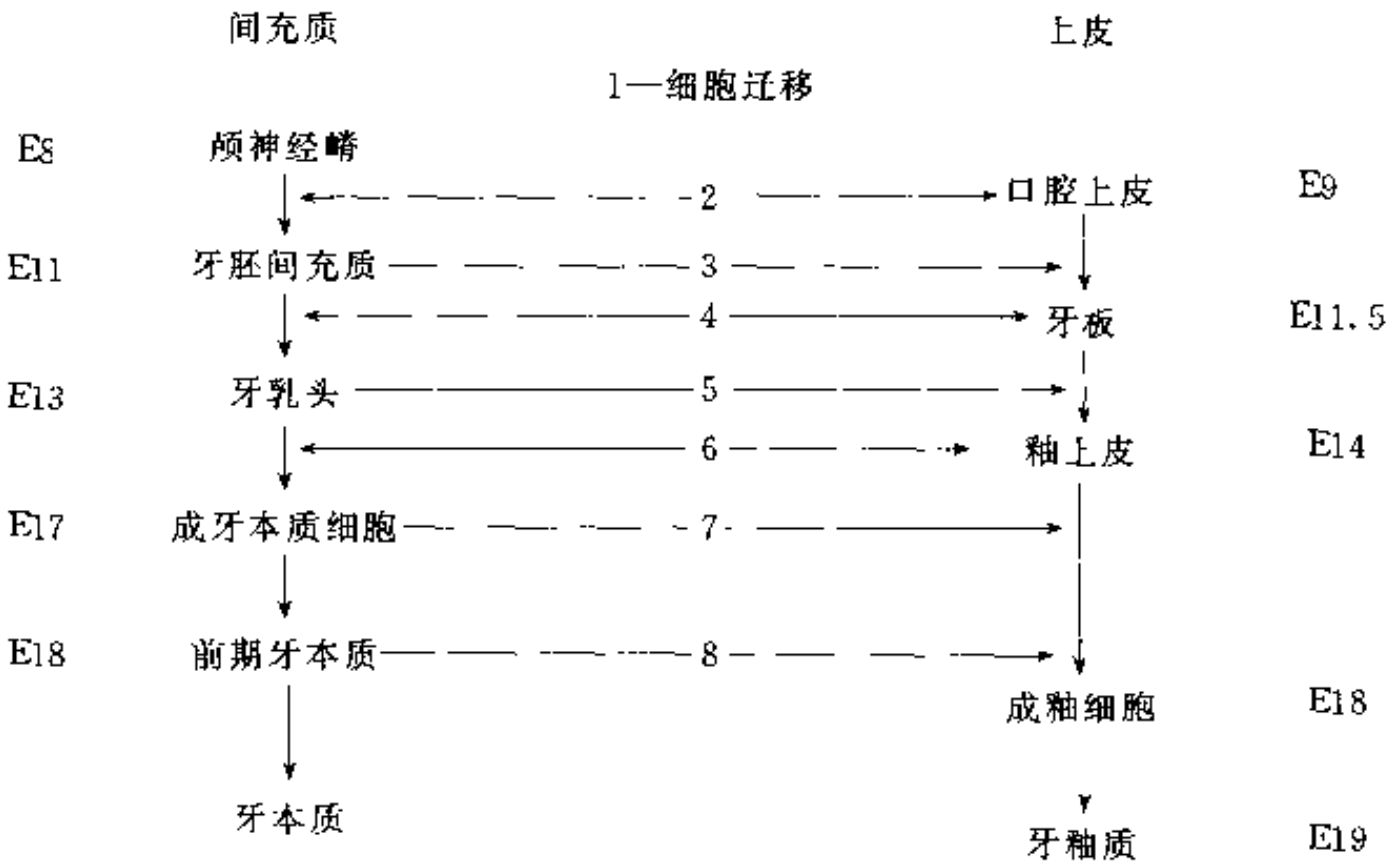 间充质 上皮
1—细胞迁移
E8 颅神经嵴
2 口腔上皮 E9
E11 牙胚间充质 3
4 牙板 E11.5
E13 牙乳头 5
6 釉上皮 E14
E17 成牙本质细胞 7
E18 前期牙本质 8
成釉细胞 E18
牙本质
牙釉质 E19